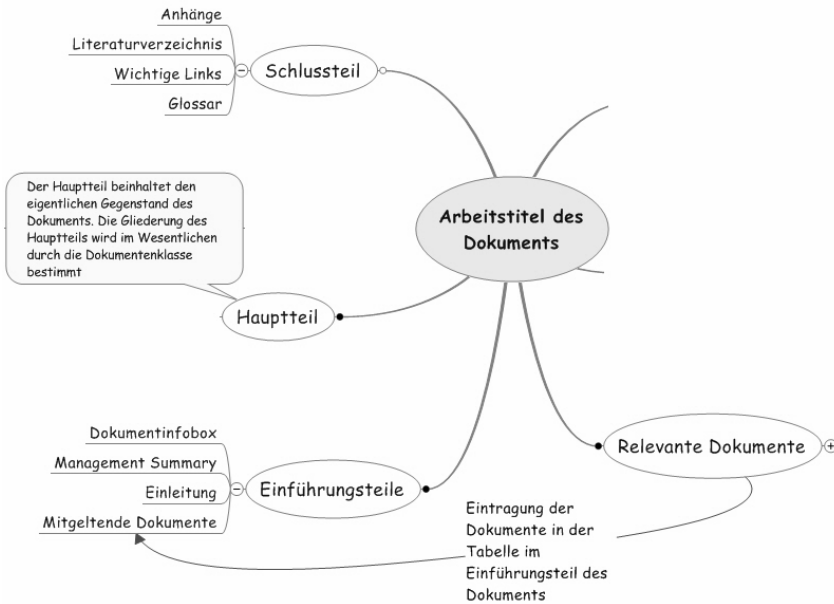 Anhänge
Literaturverzeichnis
Wichtige Links
Glossar
Schlussteil
Arbeitstitel des
Dokuments
Der Hauptteil beinhaltet den
eigentlichen Gegenstand des
Dokuments. Die Gliederung des
Hauptteils wird im Wesentlichen
durch die Dokumentenklasse
bestimmt
Hauptteil
Dokumentinfobox
Management Summary
Einleitung
Mitgeltende Dokumente
Einführungsteile
Relevante Dokumente
Eintragung der
Dokumente in der
Tabelle im
Einführungsteil des
Dokuments